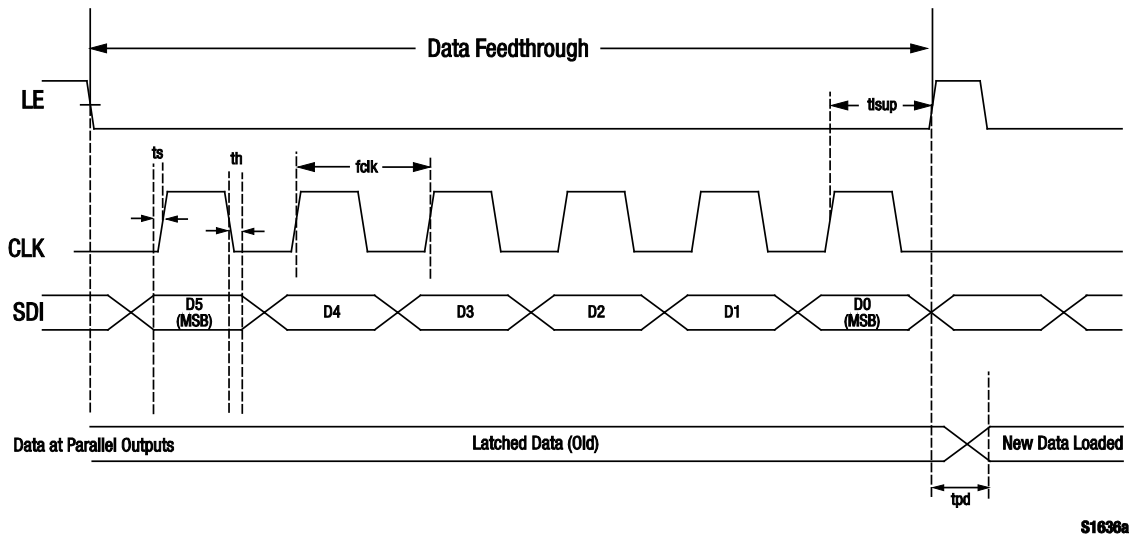 Data Feedthrough
LE
tlsup
ts
th
fclk
CLK
SDI
D5
(MSB)
D4
D3
D2
D1
D0
(MSB)
Data at Parallel Outputs
Latched Data (Old)
New Data Loaded
tpd
S1636a